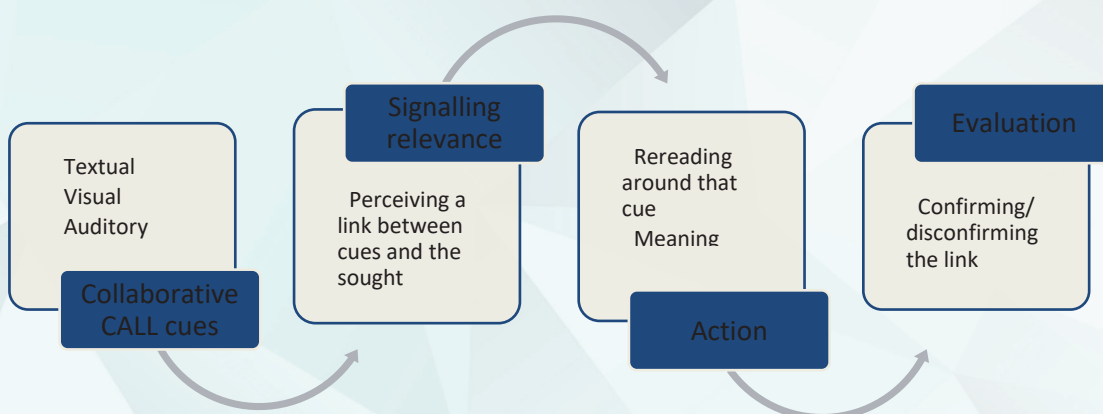 Textual
Visual
Auditory
Collaborative
CALL cues
Signalling
relevance
Perceiving a
link between
cues and the
sought
Rereading
around that
cue
Meaning
Action
Evaluation
Confirming/
disconfirming
the link